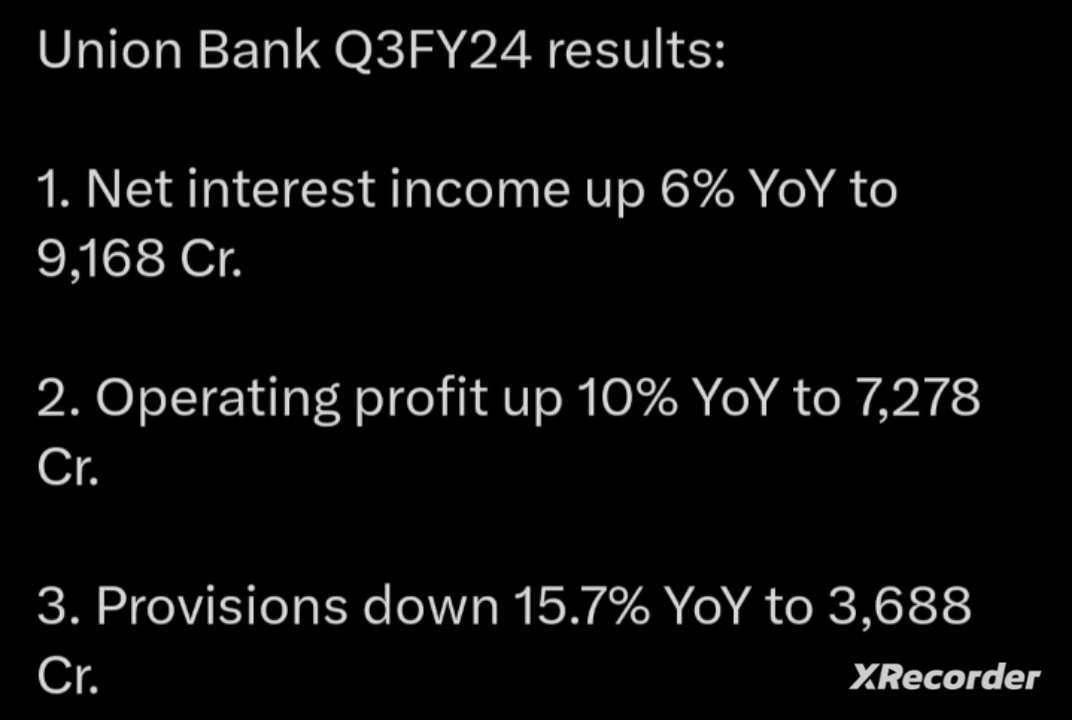 Union Bank Q3FY24 results:
1. Net interest income up 6% YoY to
9,168 Cr.
2. Operating profit up 10% YoY to 7,278
Cr.
3. Provisions down 15.7% YoY to 3,688
Cr.
XRecorder